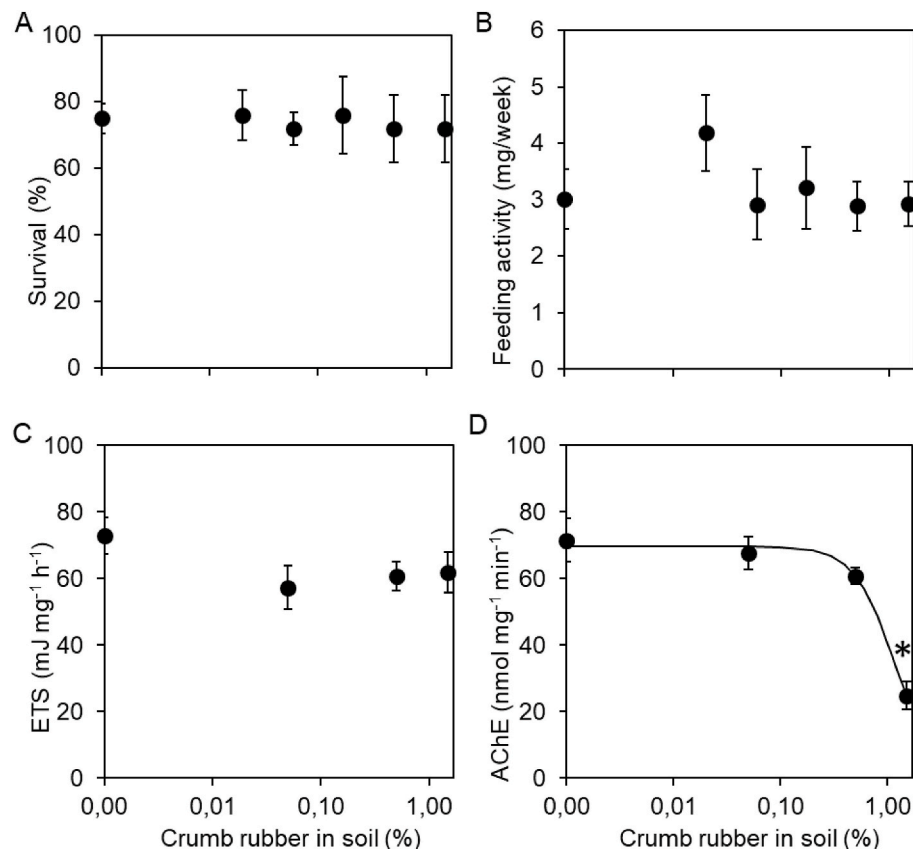 A
100
80
60
40
20
0
Survival (%)
B
6
5
4
3
2
1
0
Feeding activity (mg/week)
C
100
80
60
40
20
0
ETS (mJ mg⁻¹ h⁻¹)
0,00 0,01 0,10 1,00
Crumb rubber in soil (%)
D
100
80
60
40
20
0
AChE (nmol mg⁻¹ min⁻¹)
*
0,00 0,01 0,10 1,00
Crumb rubber in soil (%)